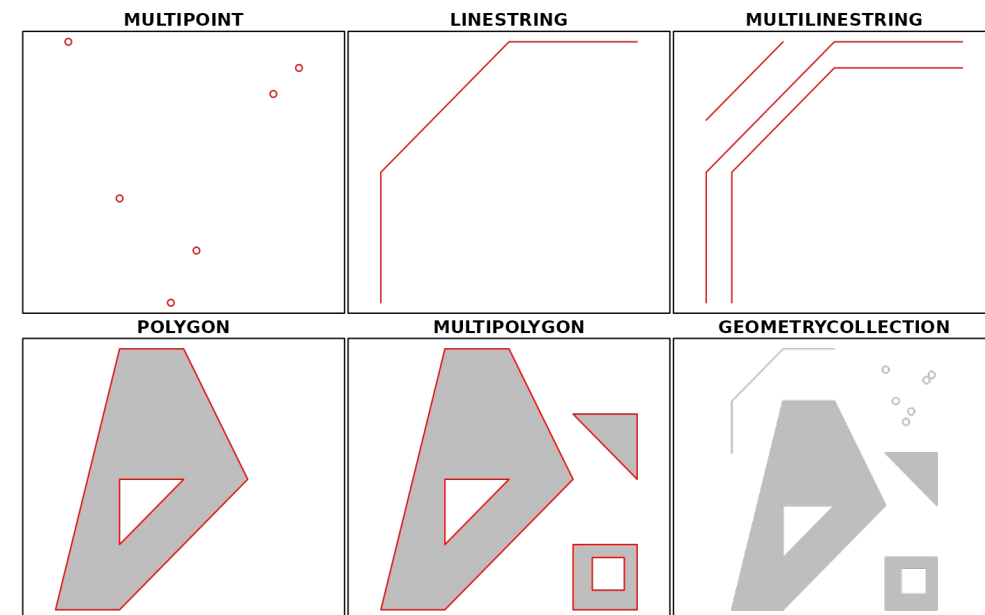 MULTIPOINT
LINESTRING
MULTILINESTRING
POLYGON
MULTIPOLYGON
GEOMETRYCOLLECTION